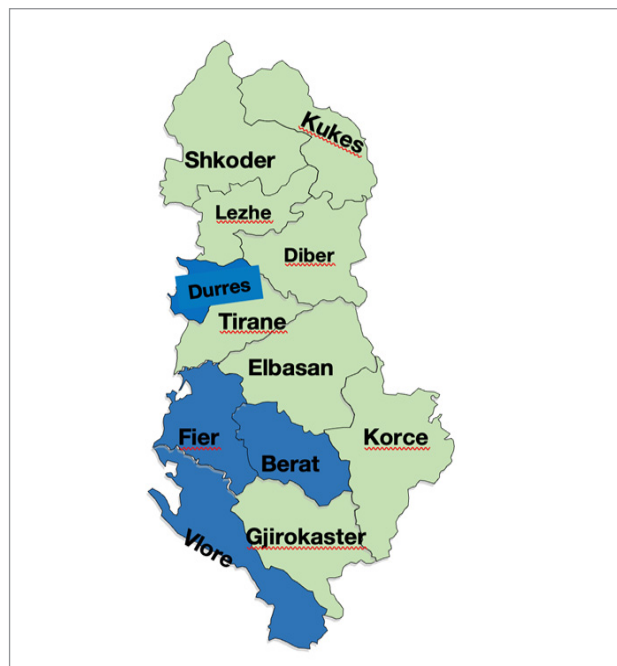 Kukes
Shkoder
Lezhe
Diber
Durres
Tirane
Elbasan
Fier
Korce
Berat
Gjirokaster
Vlore